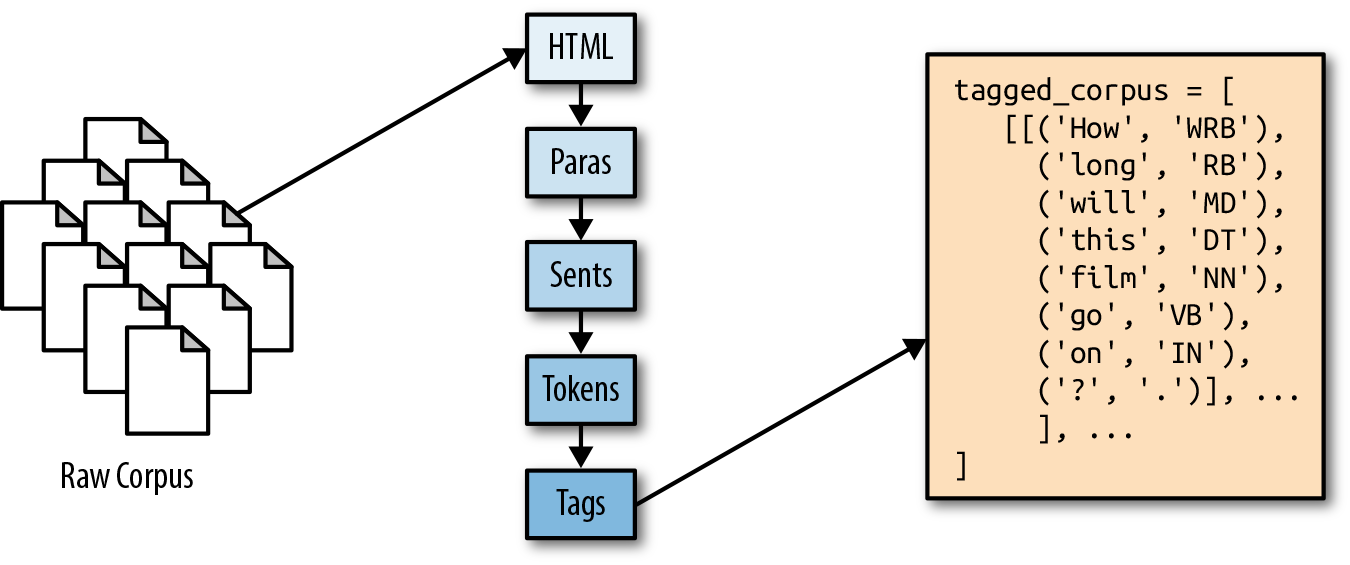 Raw Corpus
HTML
Paras
Sents
Tokens
Tags
tagged_corpus = [
   [[('How', 'WRB'),
     ('long', 'RB'),
     ('will', 'MD'),
     ('this', 'DT'),
     ('film', 'NN'),
     ('go', 'VB'),
     ('on', 'IN'),
     ('?', '.')], ...
     ], ...
]